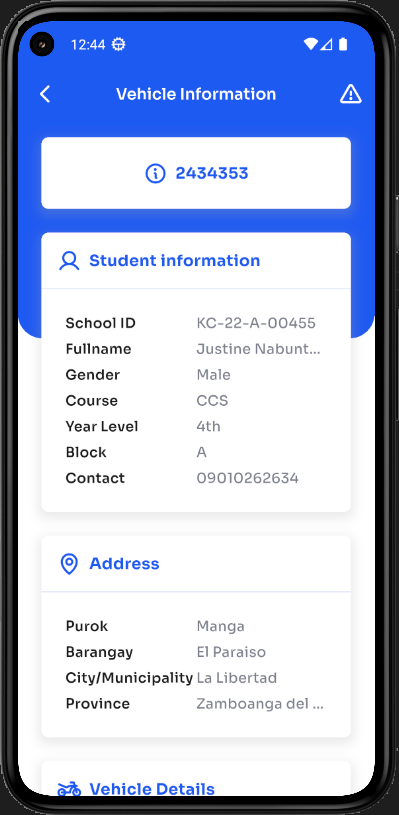 12:44
Vehicle Information
2434353
Student information
School ID KC-22-A-00455
Fullname Justine Nabunt...
Gender Male
Course CCS
Year Level 4th
Block A
Contact 09010262634
Address
Purok Manga
Barangay El Paraiso
City/Municipality La Libertad
Province Zamboanga del ...
Vehicle Details